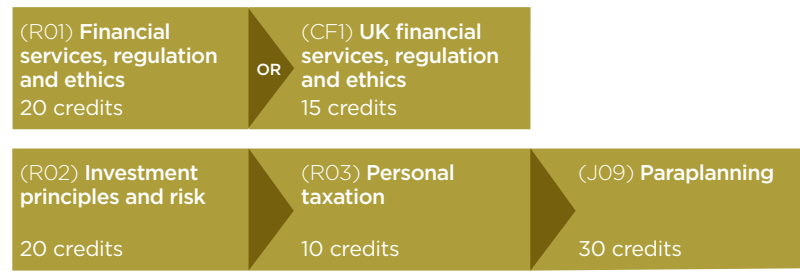 (R01) Financial
services, regulation
and ethics
20 credits
OR
(CF1) UK financial
services, regulation
and ethics
15 credits
(R02) Investment
principles and risk
20 credits
(R03) Personal
taxation
10 credits
(J09) Paraplanning
30 credits